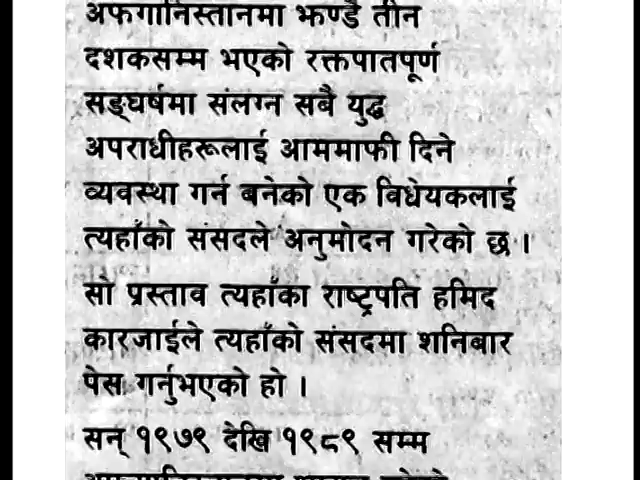 अफगानिस्तानमा झण्डै तीन
दशकसम्म भएको रक्तपातपूर्ण
सङ्घर्षमा संलग्न सबै युद्ध
अपराधीहरूलाई आममाफी दिने
व्यवस्था गर्न बनेको एक विधेयकलाई
त्यहाँको संसदले अनुमोदन गरेको छ ।
सो प्रस्ताव त्यहाँका राष्ट्रपति हमिद
कारजाईले त्यहाँको संसदमा शनिबार
पेस गर्नुभएको हो ।
सन् १९७९ देखि १९८९ सम्म